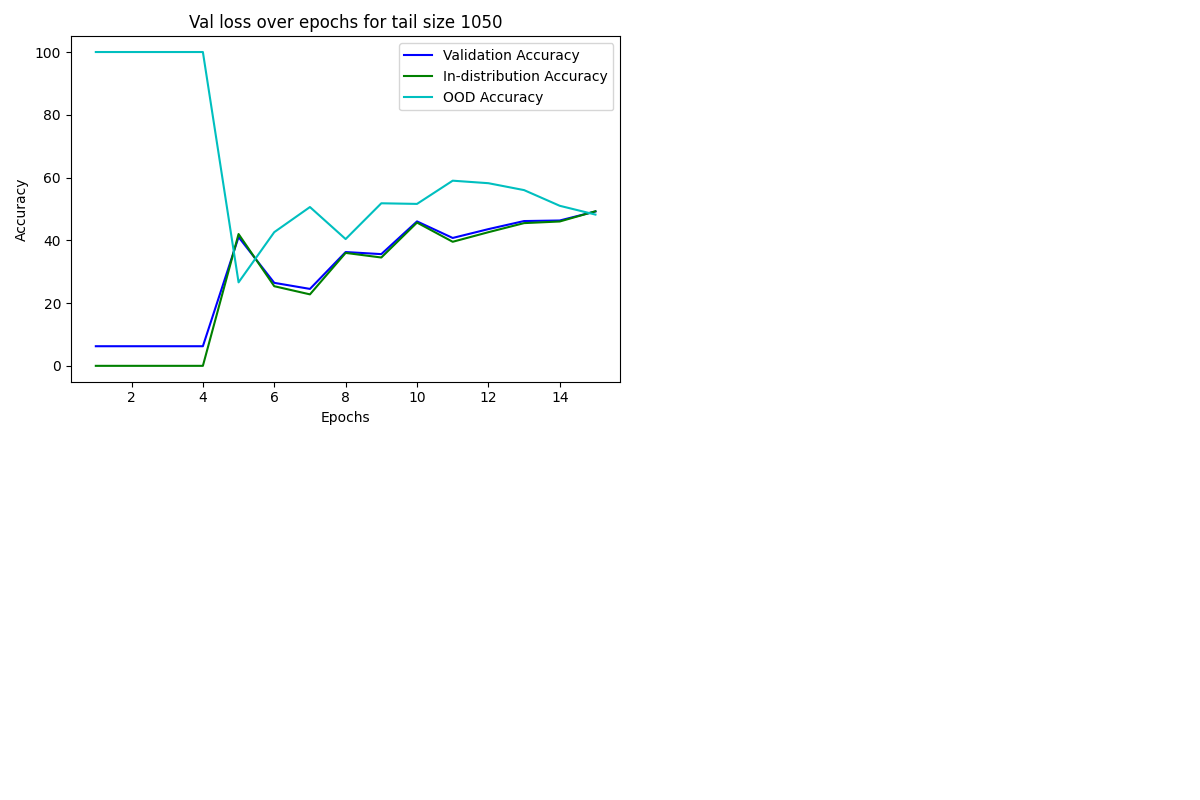 Val loss over epochs for tail size 1050
Validation Accuracy
In-distribution Accuracy
OOD Accuracy
Accuracy
100
80
60
40
20
0
2 4 6 8 10 12 14
Epochs